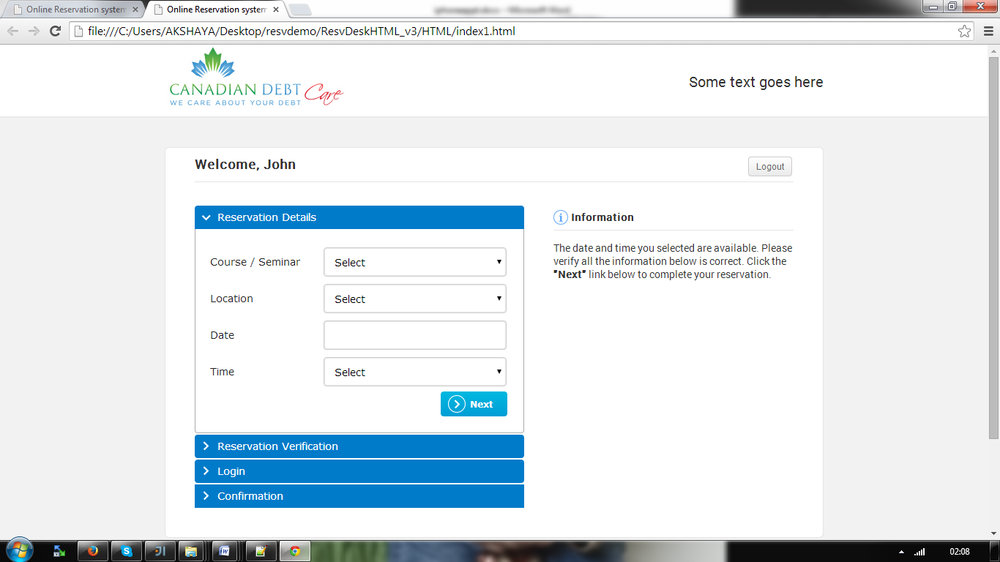 Online Reservation system
Online Reservation system
file:///C:/Users/AKSHAYA/Desktop/resvdemo/ResvDeskHTML_v3/HTML/index1.html
CANADIAN DEBT Care
WE CARE ABOUT YOUR DEBT
Some text goes here
Welcome, John
Logout
Reservation Details
Course / Seminar
Select
Location
Select
Date
Time
Select
Next
Reservation Verification
Login
Confirmation
Information
The date and time you selected are available. Please
verify all the information below is correct. Click the
"Next" link below to complete your reservation.
02:08